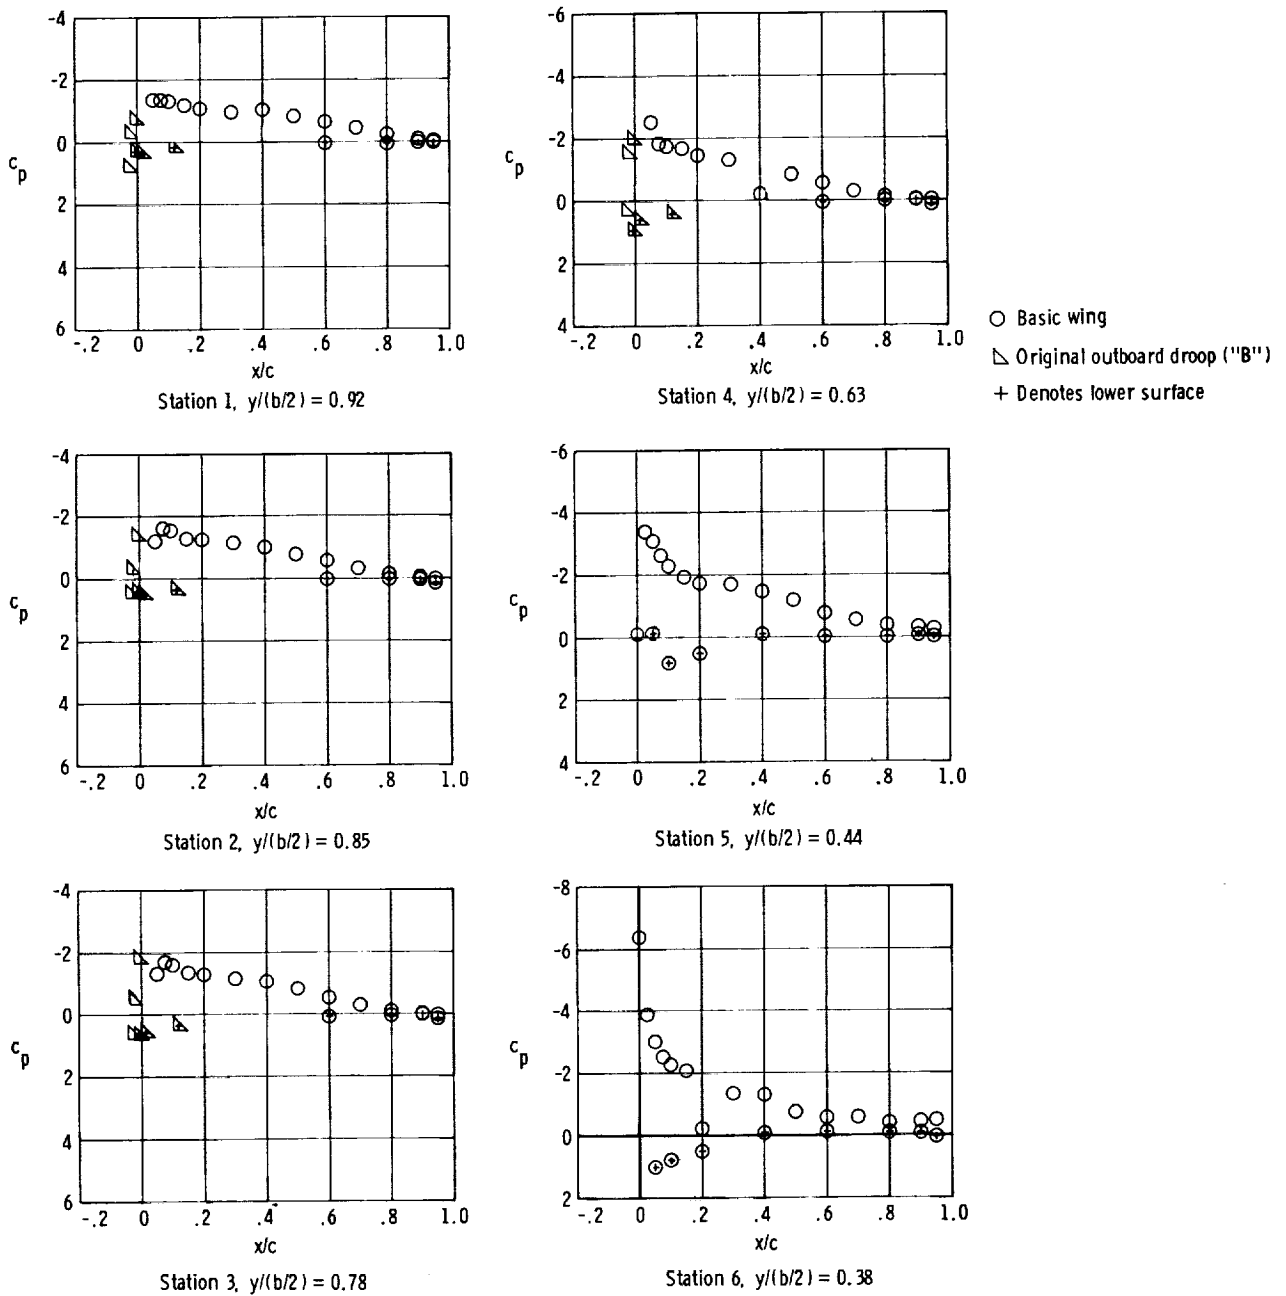 -4
-2
0
2
4
6
c_p
-.2 0 .2 .4 .6 .8 1.0
x/c
Station 1, y/(b/2) = 0.92
-6
-4
-2
0
2
4
c_p
-.2 0 .2 .4 .6 .8 1.0
x/c
Station 4, y/(b/2) = 0.63
Basic wing
Original outboard droop ("B")
+ Denotes lower surface
-4
-2
0
2
4
6
c_p
-.2 0 .2 .4 .6 .8 1.0
x/c
Station 2, y/(b/2) = 0.85
-6
-4
-2
0
2
4
c_p
-.2 0 .2 .4 .6 .8 1.0
x/c
Station 5, y/(b/2) = 0.44
-4
-2
0
2
4
6
c_p
-.2 0 .2 .4 .6 .8 1.0
x/c
Station 3, y/(b/2) = 0.78
-8
-6
-4
-2
0
2
c_p
-.2 0 .2 .4 .6 .8 1.0
x/c
Station 6, y/(b/2) = 0.38